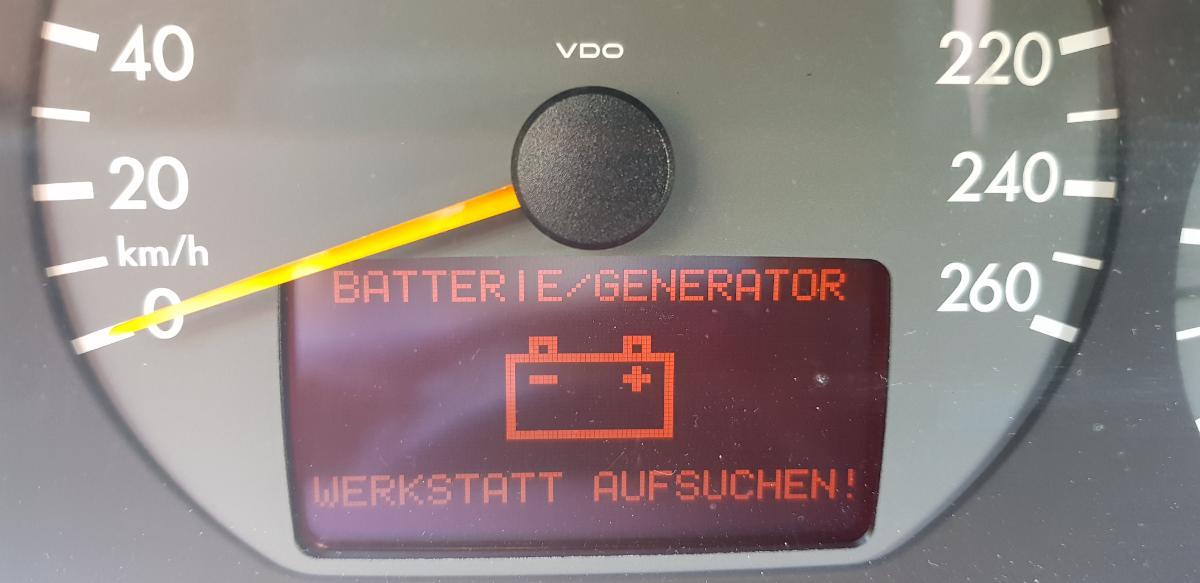 VDO
40
220
20
240
km/h
0
260
BATTERIE/GENERATOR
- +
WERKSTATT AUFSUCHEN!